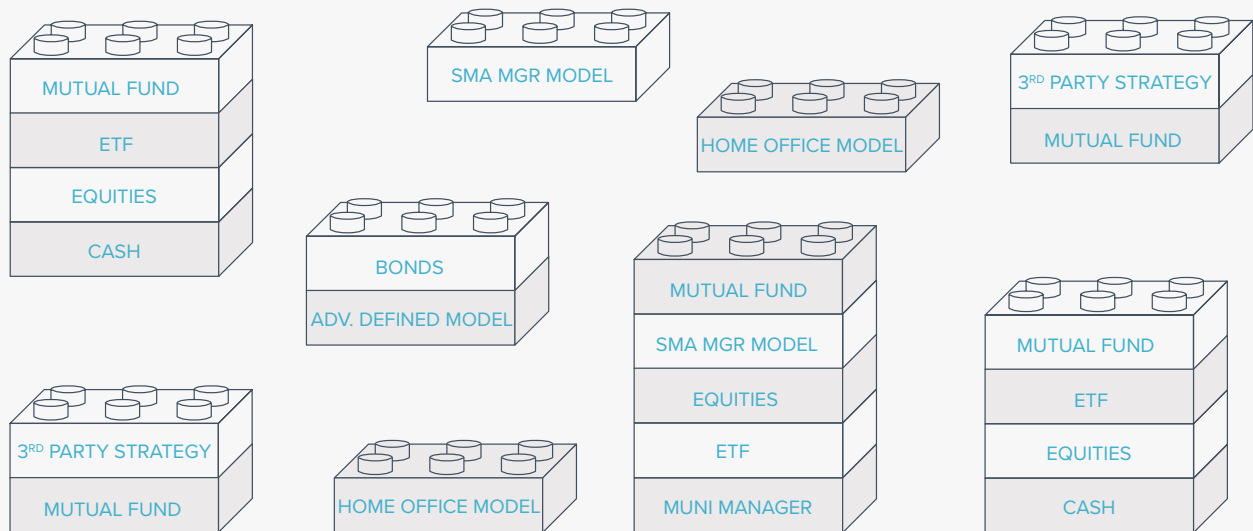 MUTUAL FUND
ETF
EQUITIES
CASH
SMA MGR MODEL
HOME OFFICE MODEL
3RD PARTY STRATEGY
MUTUAL FUND
BONDS
ADV. DEFINED MODEL
MUTUAL FUND
SMA MGR MODEL
EQUITIES
ETF
MUNI MANAGER
MUTUAL FUND
ETF
EQUITIES
CASH
3RD PARTY STRATEGY
MUTUAL FUND
HOME OFFICE MODEL